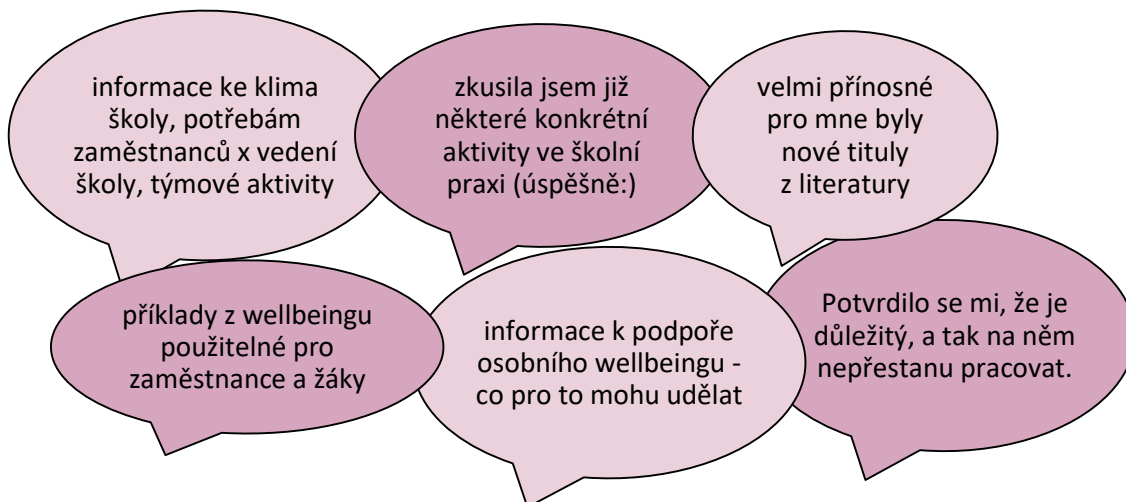 informace ke klima
školy, potřebám
zaměstnanců x vedení
školy, týmové aktivity
zkusila jsem již
některé konkrétní
aktivity ve školní
praxi (úspěšně:)
velmi přínosné
pro mne byly
nové tituly
z literatury
příklady z wellbeingu
použitelné pro
zaměstnance a žáky
informace k podpoře
osobního wellbeingu -
co pro to mohu udělat
Potvrdilo se mi, že je
důležitý, a tak na něm
nepřestanu pracovat.